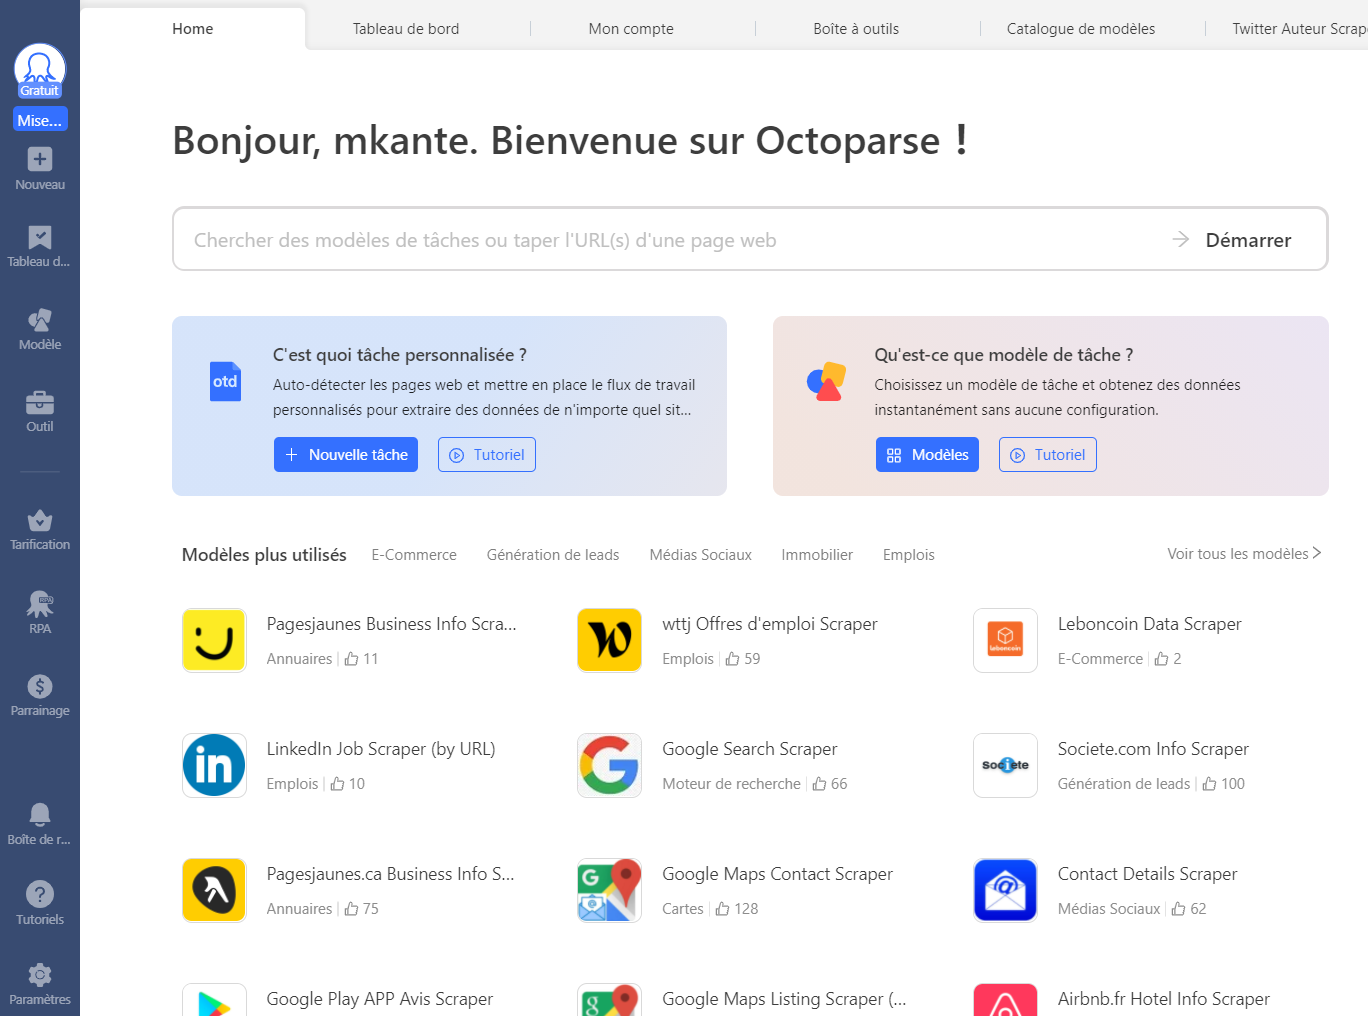 Home
Tableau de bord
Mon compte
Boîte à outils
Catalogue de modèles
Twitter Auteur Scrap
Gratuit
Mise...
Nouveau
Tableau d...
Modèle
Outil
Tarification
RPA
RPA
Parrainage
Boîte de r...
Tutoriels
Paramètres
Bonjour, mkante. Bienvenue sur Octoparse !
Chercher des modèles de tâches ou taper l'URL(s) d'une page web
Démarrer
otd
C'est quoi tâche personnalisée ?
Auto-détecter les pages web et mettre en place le flux de travail
personnalisés pour extraire des données de n'importe quel sit...
Nouvelle tâche
Tutoriel
Qu'est-ce que modèle de tâche ?
Choisissez un modèle de tâche et obtenez des données
instantanément sans aucune configuration.
Modèles
Tutoriel
Modèles plus utilisés
E-Commerce
Génération de leads
Médias Sociaux
Immobilier
Emplois
Voir tous les modèles
Pagesjaunes Business Info Scra...
Annuaires | 11
W
wttj Offres d'emploi Scraper
Emplois | 59
leboncoin
Leboncoin Data Scraper
E-Commerce | 2
in
LinkedIn Job Scraper (by URL)
Emplois | 10
G
Google Search Scraper
Moteur de recherche | 66
Societe
Societe.com Info Scraper
Génération de leads | 100
Pagesjaunes.ca Business Info S...
Annuaires | 75
G
@
Google Maps Contact Scraper
Cartes | 128
@
Contact Details Scraper
Médias Sociaux | 62
Google Play APP Avis Scraper
g
Google Maps Listing Scraper (...
Airbnb.fr Hotel Info Scraper